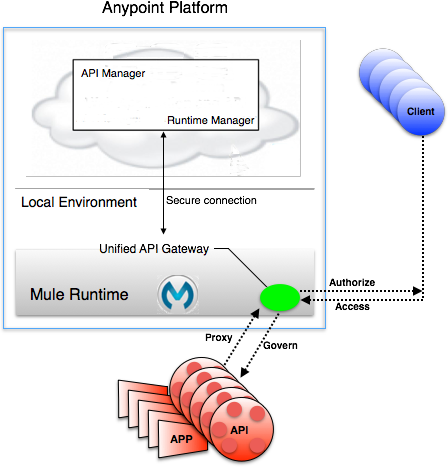 Anypoint Platform
API Manager
Runtime Manager
Client
Local Environment
Secure connection
Unified API Gateway
Mule Runtime
Authorize
Access
Proxy
Govern
APP
API